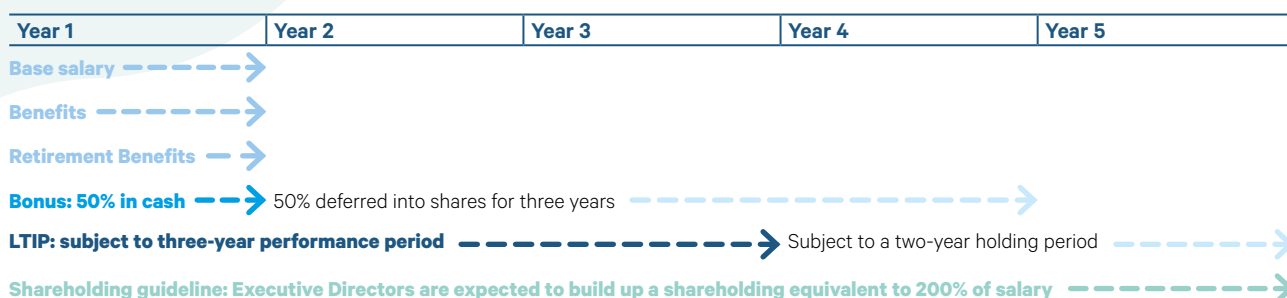 Year 1 Year 2 Year 3 Year 4 Year 5
Base salary
Benefits
Retirement Benefits
Bonus: 50% in cash 50% deferred into shares for three years
LTIP: subject to three-year performance period Subject to a two-year holding period
Shareholding guideline: Executive Directors are expected to build up a shareholding equivalent to 200% of salary